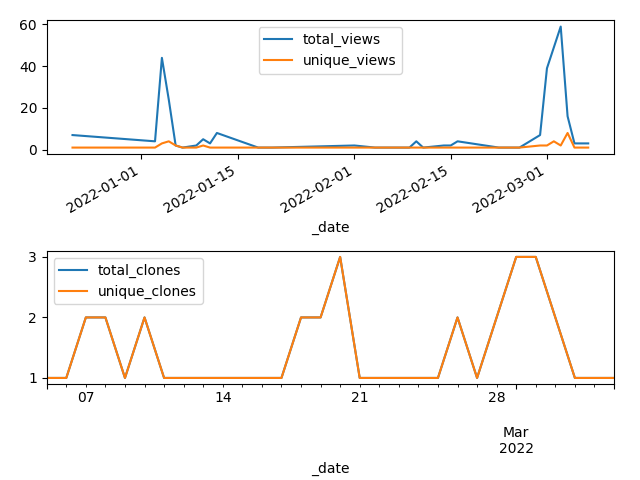 60
40
20
0
total_views
unique_views
2022-01-01
2022-01-15
2022-02-01
2022-02-15
2022-03-01
_date
3
2
1
total_clones
unique_clones
07
14
21
28
Mar
2022
_date